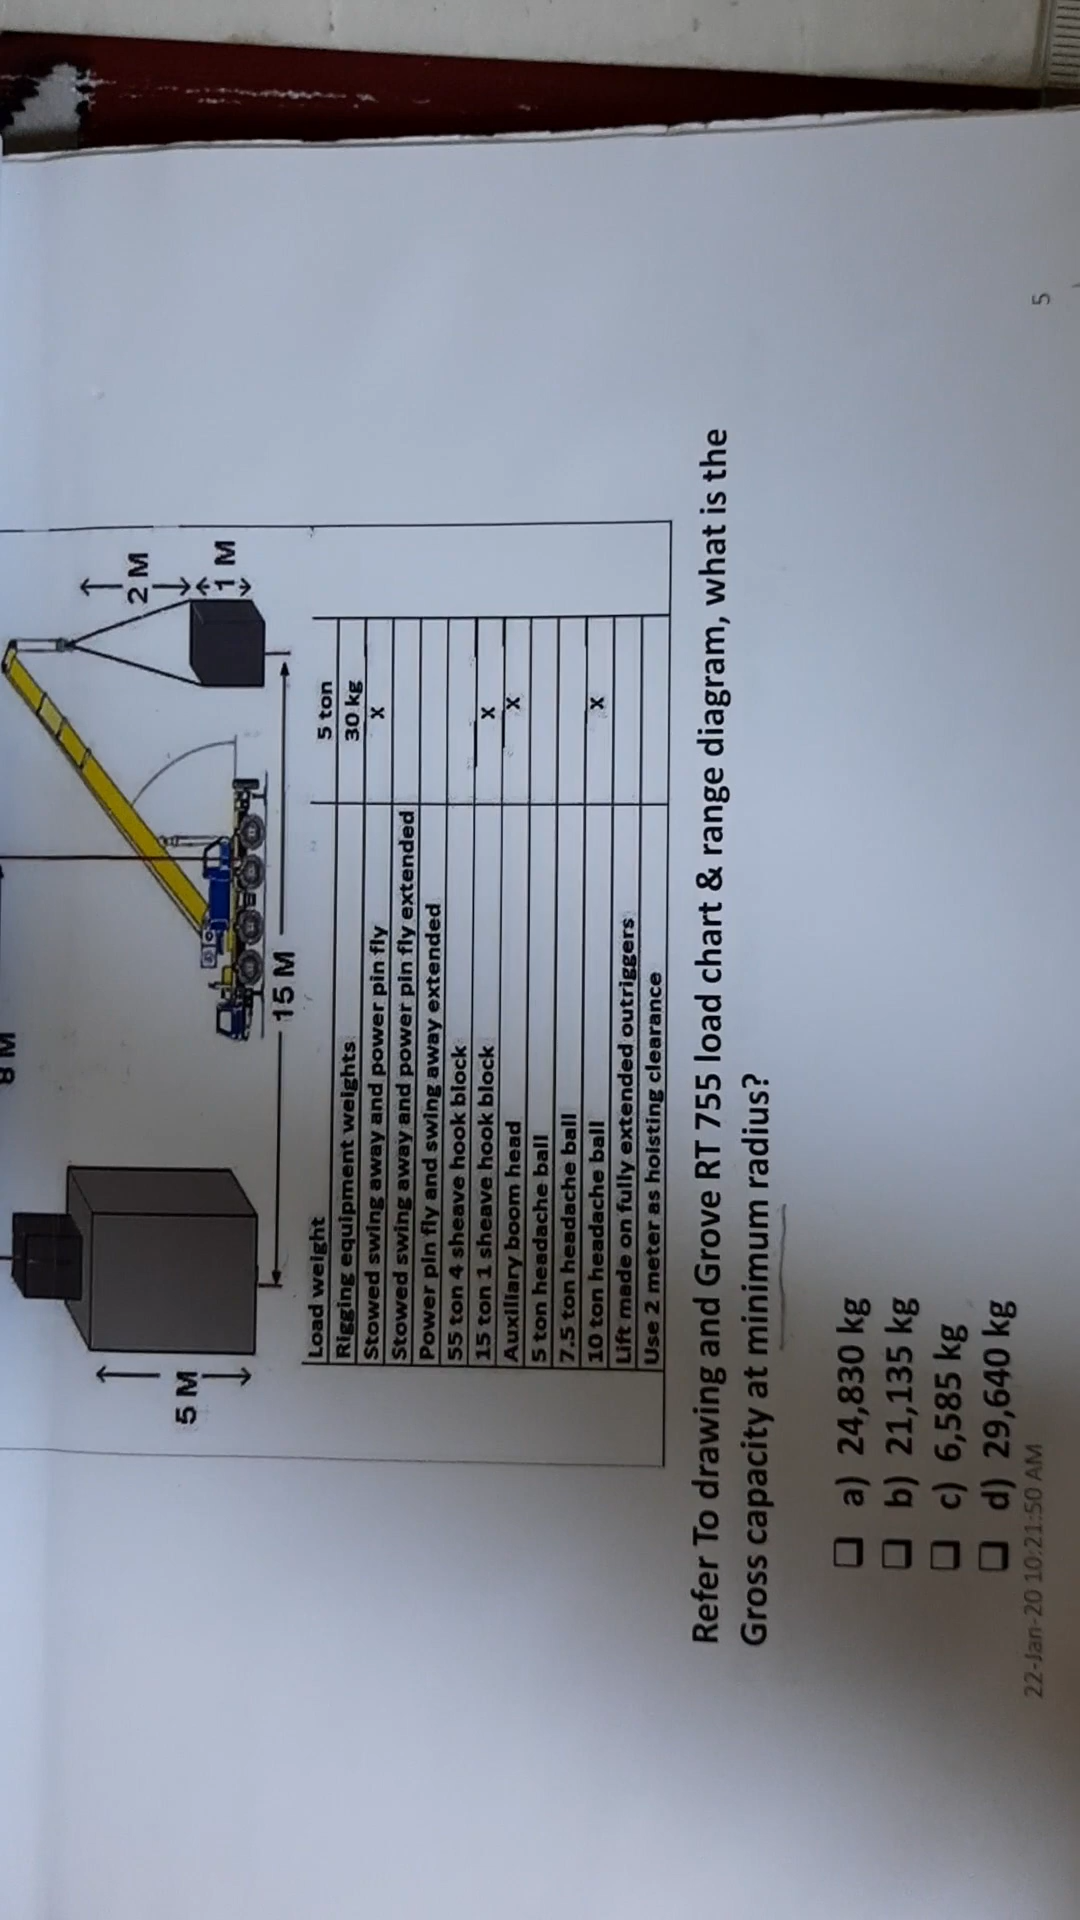 8 M
2 M
1 M
5 M
15 M
Load weight 5 ton
Rigging equipment weights 30 kg
Stowed swing away and power pin fly x
Stowed swing away and power pin fly extended
Power pin fly and swing away extended
55 ton 4 sheave hook block
15 ton 1 sheave hook block x
Auxiliary boom head x
5 ton headache ball
7.5 ton headache ball
10 ton headache ball x
Lift made on fully extended outriggers
Use 2 meter as hoisting clearance
Refer To drawing and Grove RT 755 load chart & range diagram, what is the
Gross capacity at minimum radius?
❑ a) 24,830 kg
❑ b) 21,135 kg
❑ c) 6,585 kg
❑ d) 29,640 kg
22-Jan-20 10:21:50 AM
5